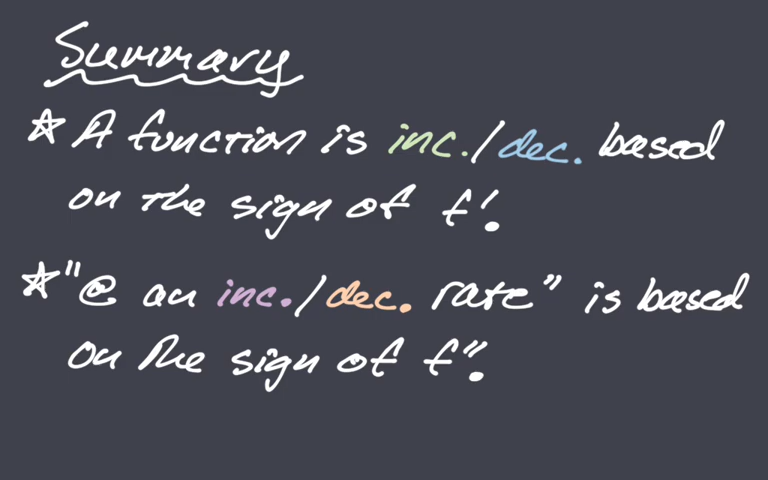 Summary
☆ A function is inc./dec. based
on the sign of f'.
☆ "@ an inc./dec. rate" is based
on the sign of f".